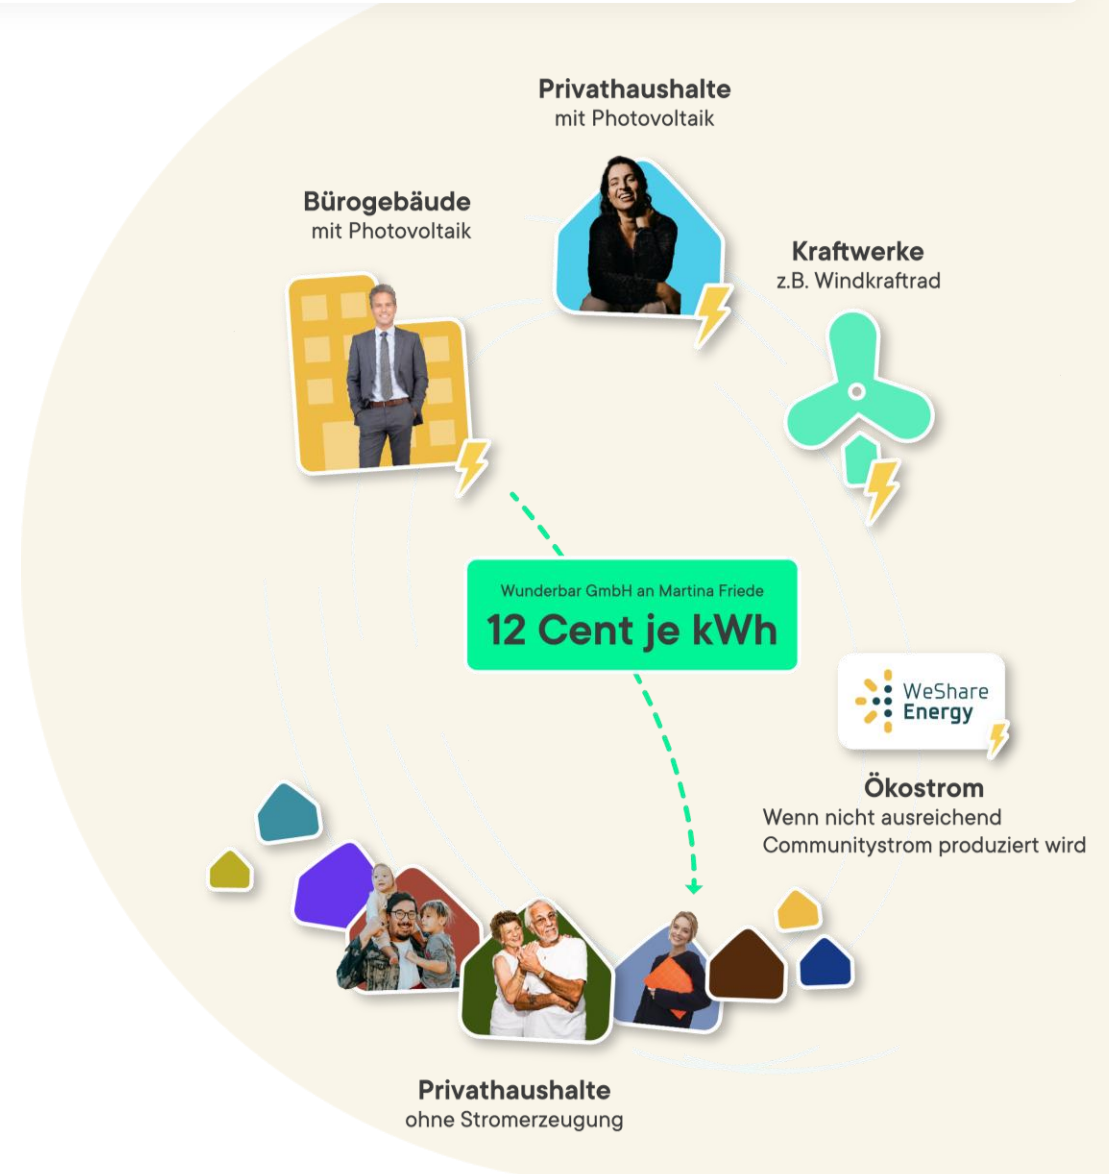 Privathaushalte
mit Photovoltaik
Bürogebäude
mit Photovoltaik
Kraftwerke
z.B. Windkraftrad
Wunderbar GmbH an Martina Friede
12 Cent je kWh
WeShare
Energy
Ökostrom
Wenn nicht ausreichend
Communitystrom produziert wird
Privathaushalte
ohne Stromerzeugung